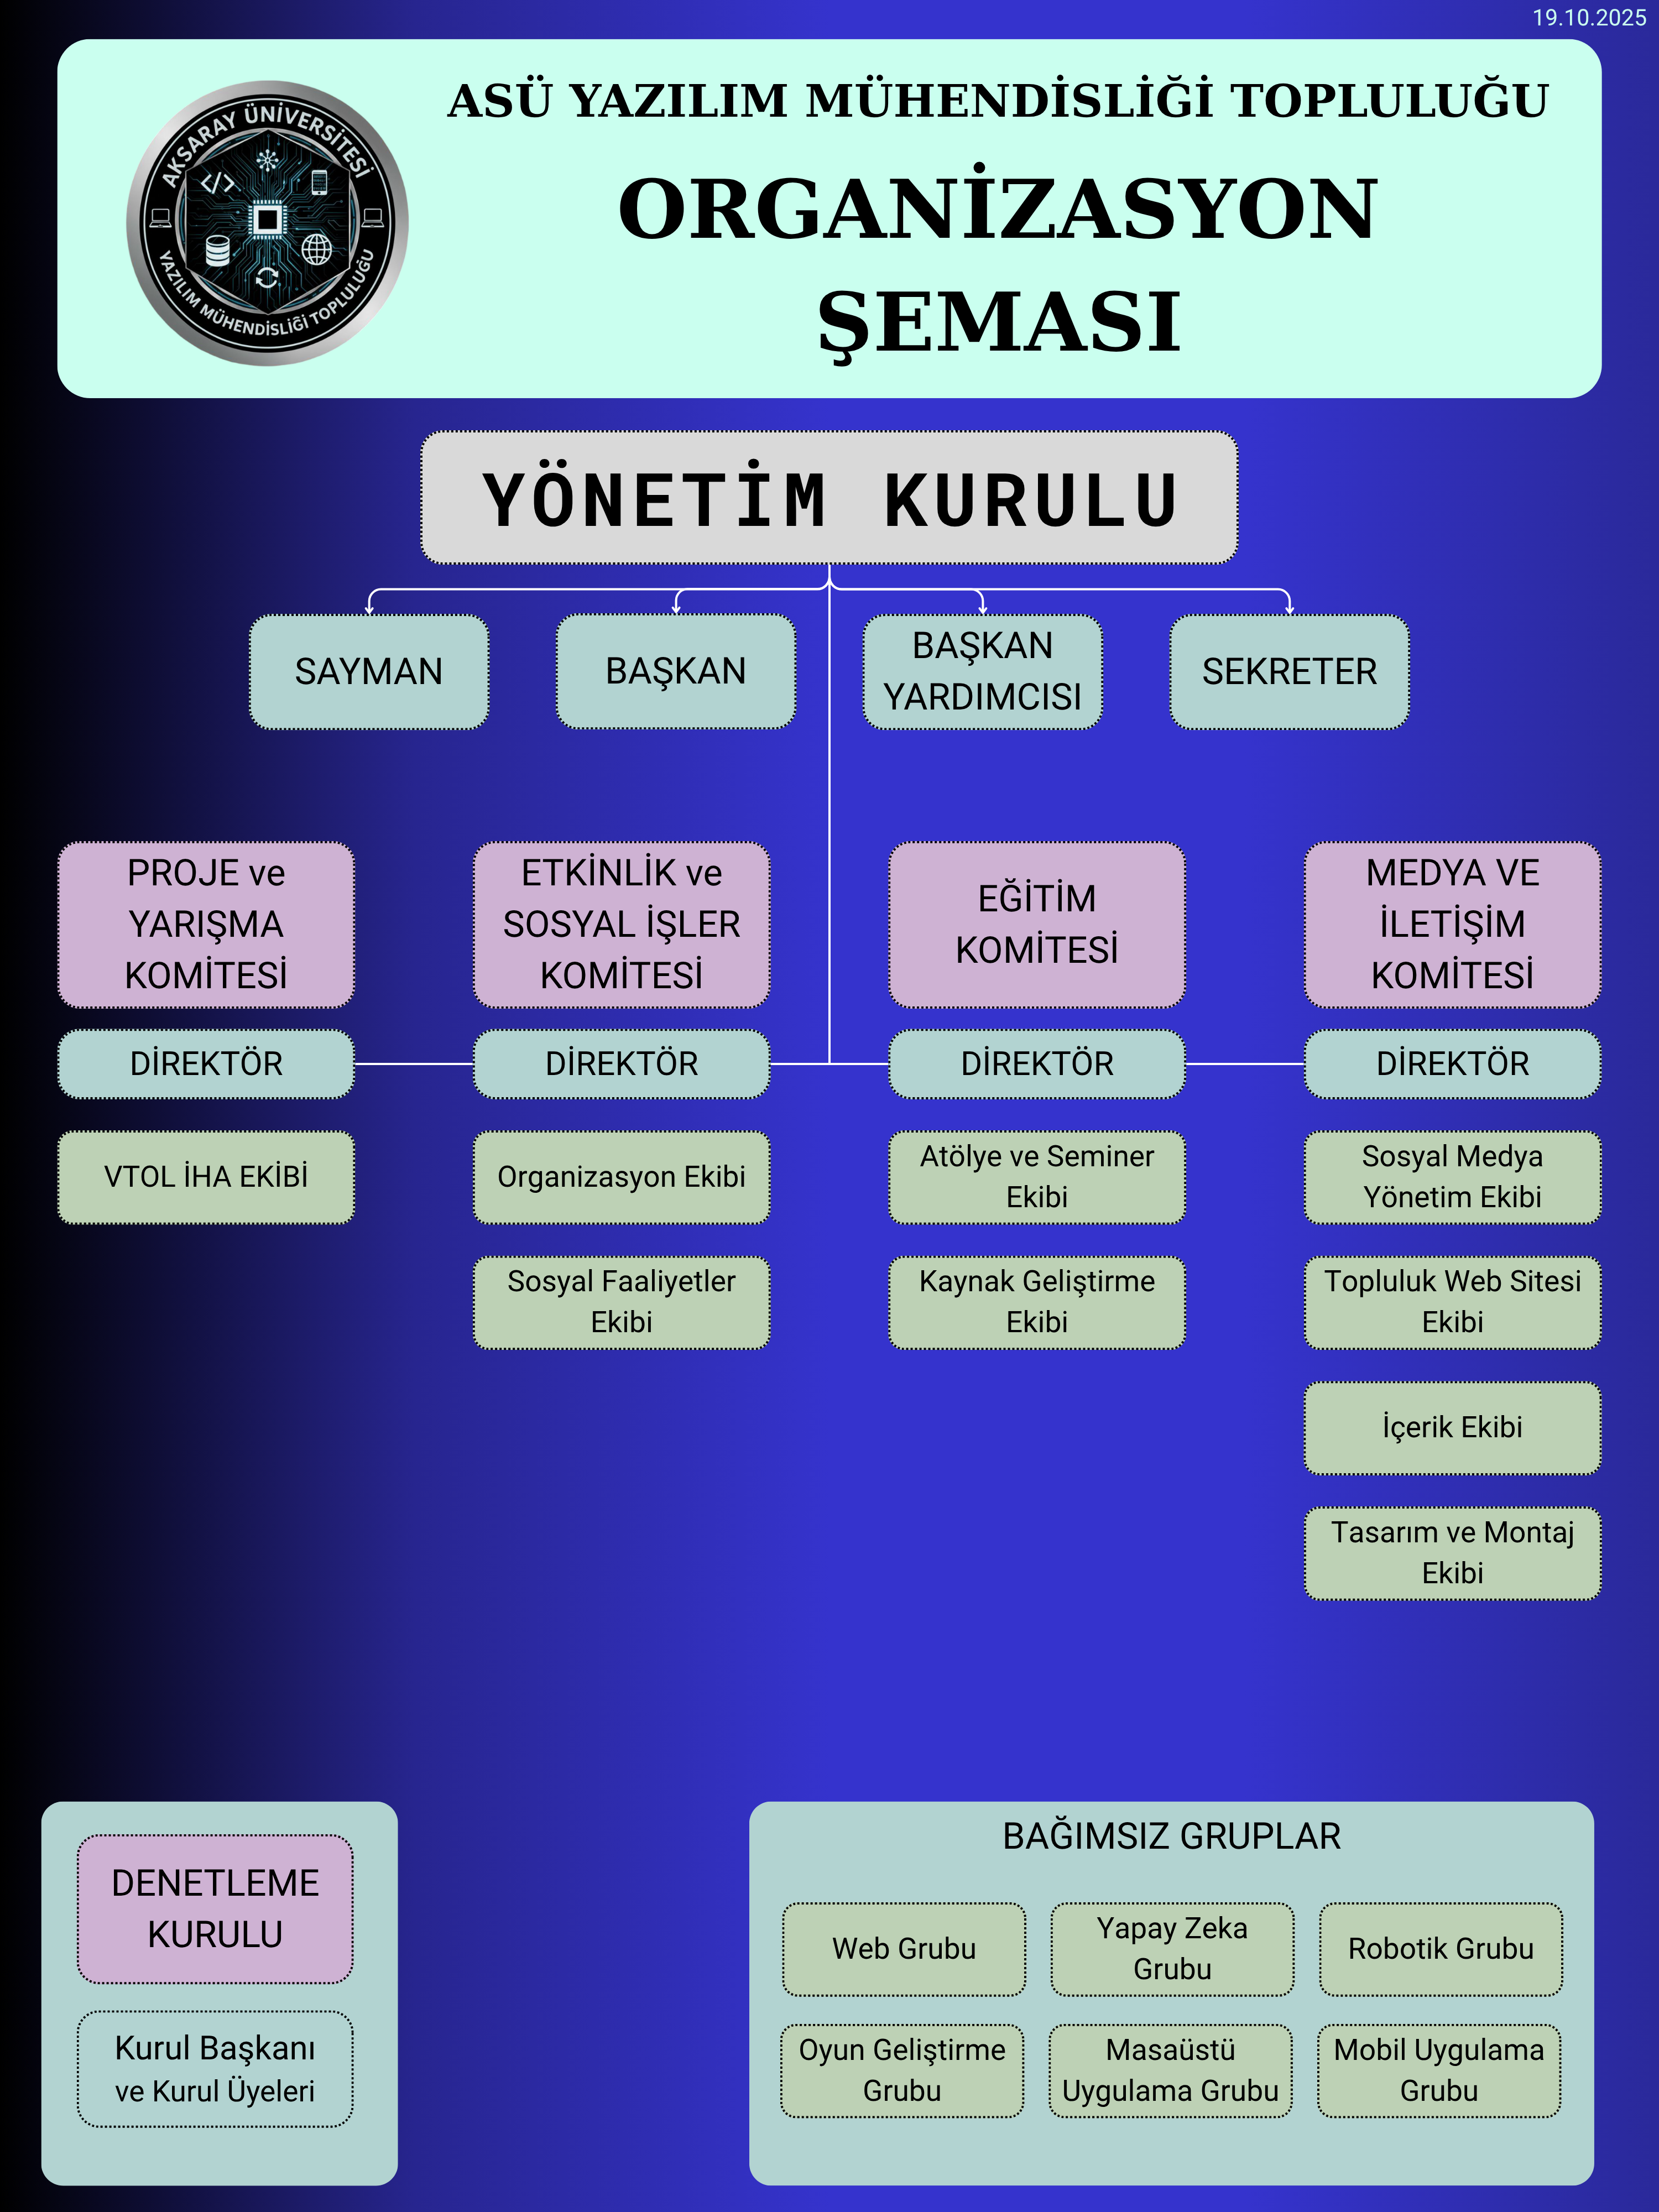 19.10.2025
AKSARAY ÜNİVERSİTESİ
YAZILIM MÜHENDİSLİĞİ TOPLULUĞU
ASÜ YAZILIM MÜHENDİSLİĞİ TOPLULUĞU
ORGANİZASYON
ŞEMASI
YÖNETİM KURULU
SAYMAN
BAŞKAN
BAŞKAN
YARDIMCISI
SEKRETER
PROJE ve
YARIŞMA
KOMİTESİ
ETKİNLİK ve
SOSYAL İŞLER
KOMİTESİ
EĞİTİM
KOMİTESİ
MEDYA VE
İLETİŞİM
KOMİTESİ
DİREKTÖR
DİREKTÖR
DİREKTÖR
DİREKTÖR
VTOL İHA EKİBİ
Organizasyon Ekibi
Atölye ve Seminer
Ekibi
Sosyal Medya
Yönetim Ekibi
Sosyal Faaliyetler
Ekibi
Kaynak Geliştirme
Ekibi
Topluluk Web Sitesi
Ekibi
İçerik Ekibi
Tasarım ve Montaj
Ekibi
DENETLEME
KURULU
Kurul Başkanı
ve Kurul Üyeleri
BAĞIMSIZ GRUPLAR
Web Grubu
Yapay Zeka
Grubu
Robotik Grubu
Oyun Geliştirme
Grubu
Masaüstü
Uygulama Grubu
Mobil Uygulama
Grubu